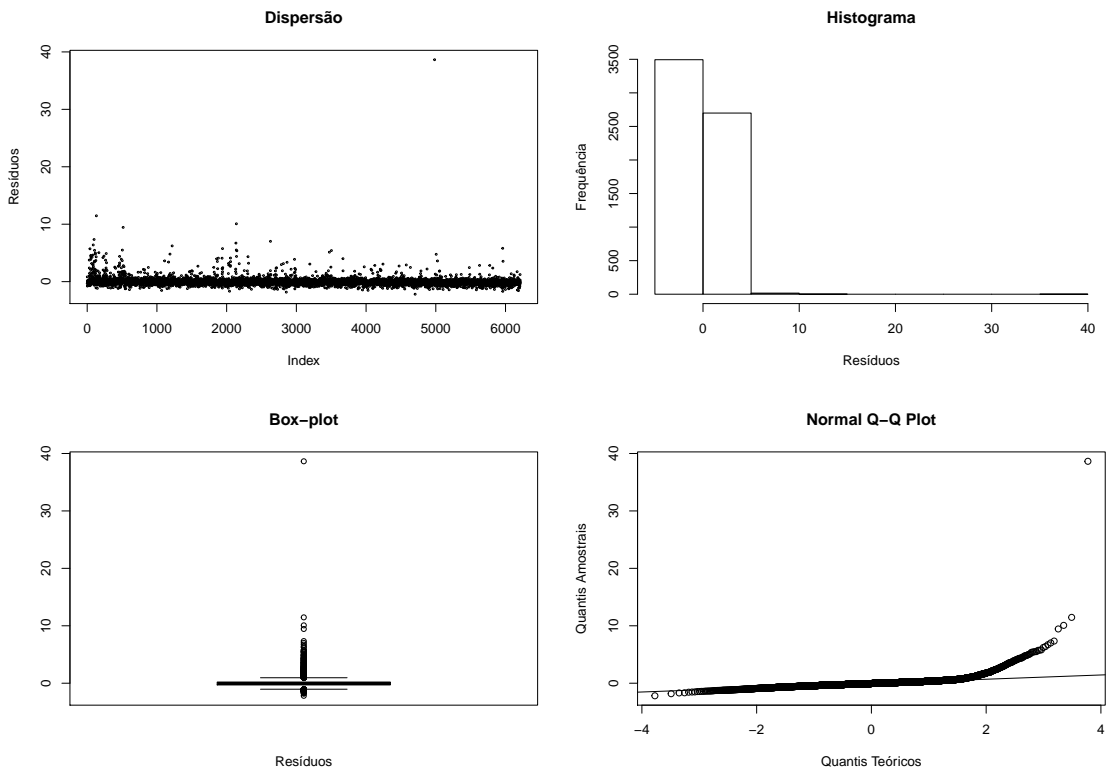 Dispersão
Resíduos
40
30
20
10
0
0 1000 2000 3000 4000 5000 6000
Index
Histograma
Frequência
3500
2500
1500
500
0
0 10 20 30 40
Resíduos
Box−plot
40
30
20
10
0
Resíduos
Normal Q−Q Plot
Quantis Amostrais
40
30
20
10
0
−4 −2 0 2 4
Quantis Teóricos